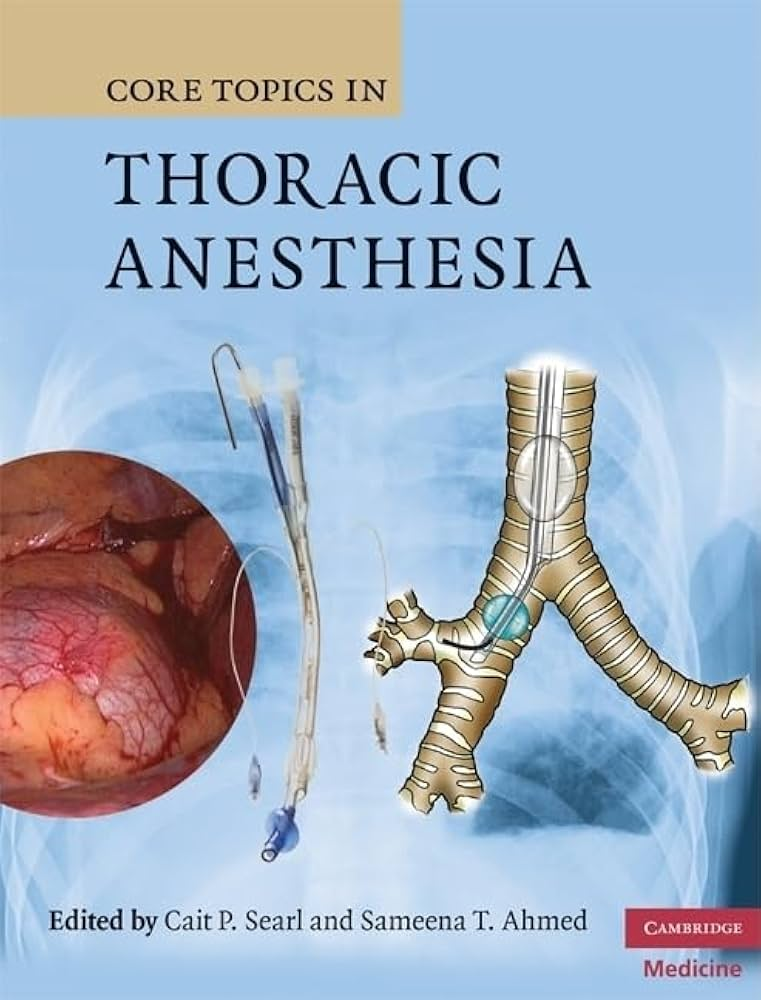 CORE TOPICS IN
THORACIC
ANESTHESIA
Edited by Cait P. Searl and Sameena T. Ahmed
CAMBRIDGE
Medicine